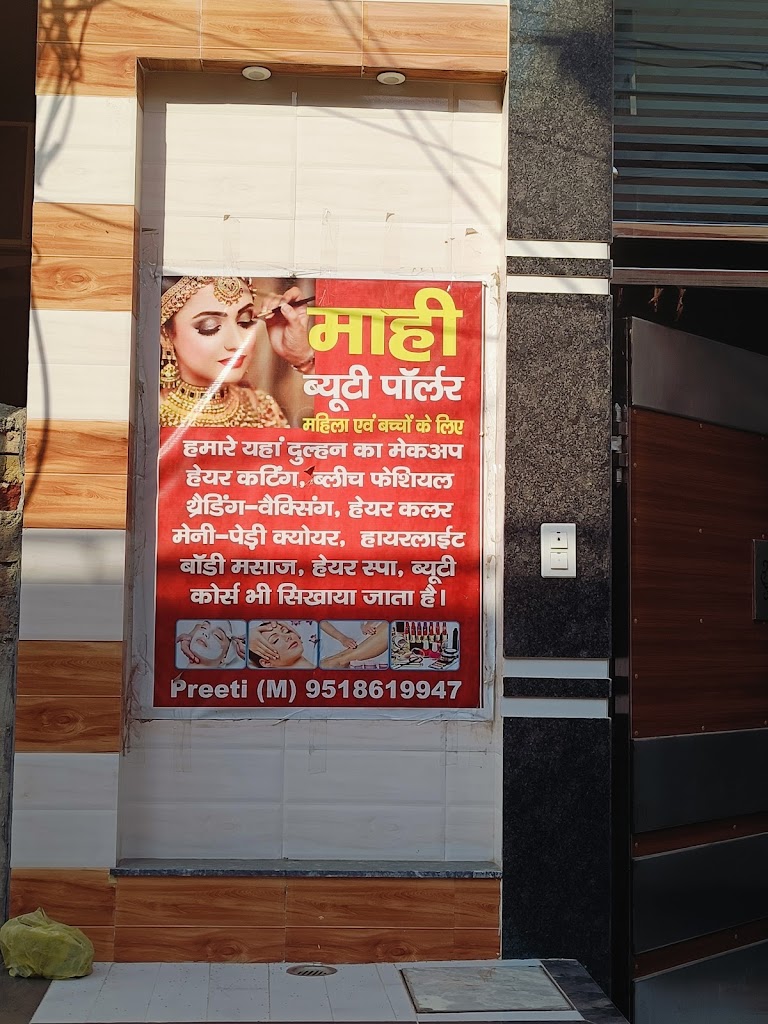 माही
ब्यूटी पॉर्लर
महिला एवं बच्चों के लिए
हमारे यहां दुल्हन का मेकअप
हेयर कटिंग, ब्लीच फेशियल
थ्रैडिंग-वैक्सिंग, हेयर कलर
मेनी-पेड़ी क्योयर, हायरलाईट
बॉडी मसाज, हेयर स्पा, ब्यूटी
कोर्स भी सिखाया जाता है।
Preeti (M) 9518619947